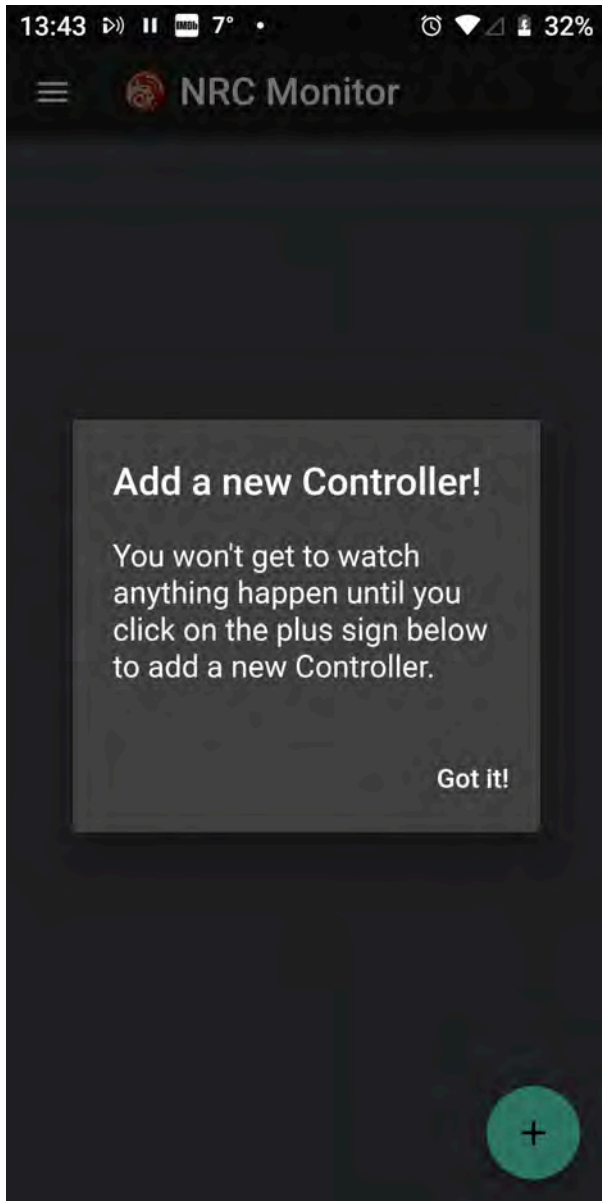 13:43 IMDb 7° • 32%
NRC Monitor
Add a new Controller!
You won't get to watch
anything happen until you
click on the plus sign below
to add a new Controller.
Got it!
+